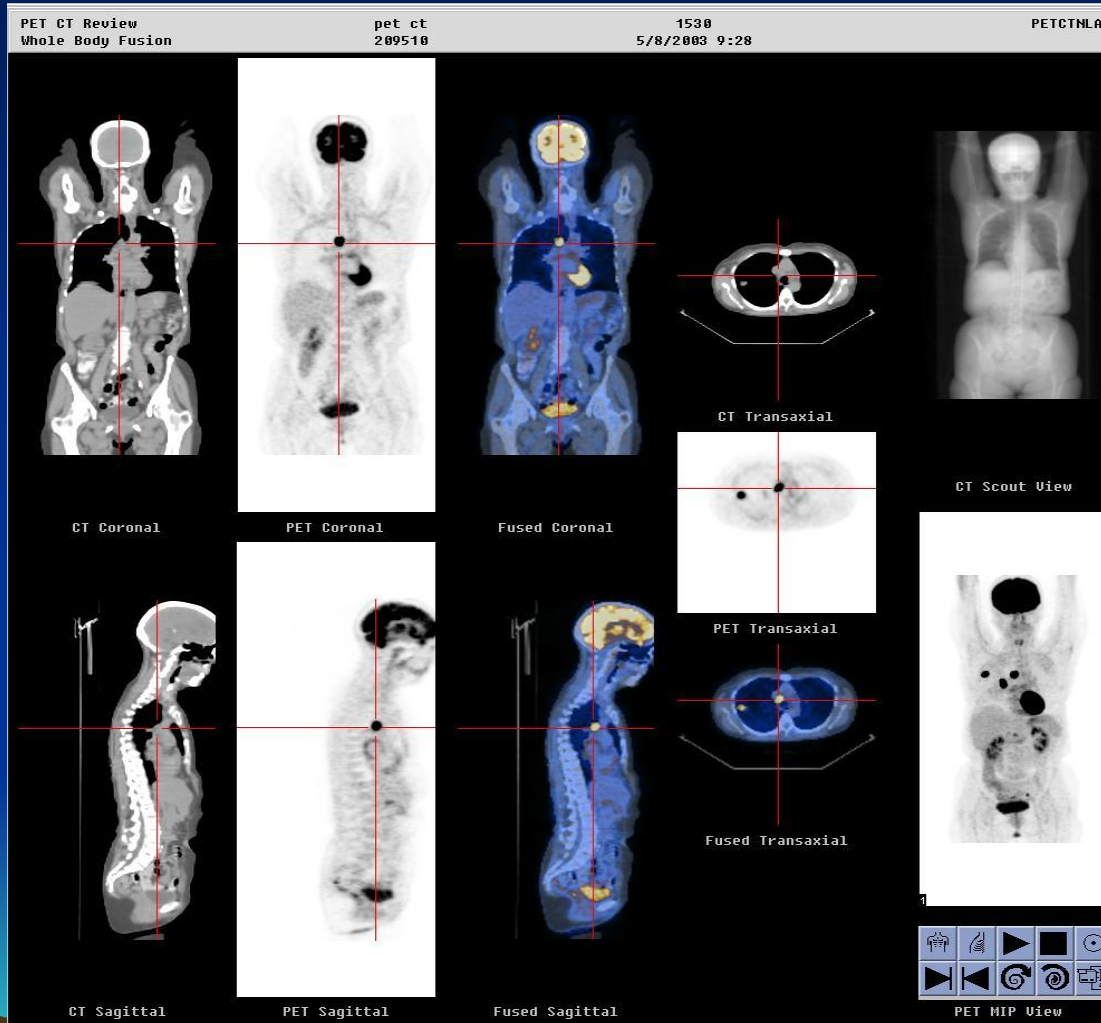 PET CT Review pet ct 1530 PETCTNLA
Whole Body Fusion 209510 5/8/2003 9:28
CT Transaxial
CT Scout View
CT Coronal PET Coronal Fused Coronal
PET Transaxial
Fused Transaxial
1
CT Sagittal PET Sagittal Fused Sagittal PET MIP View